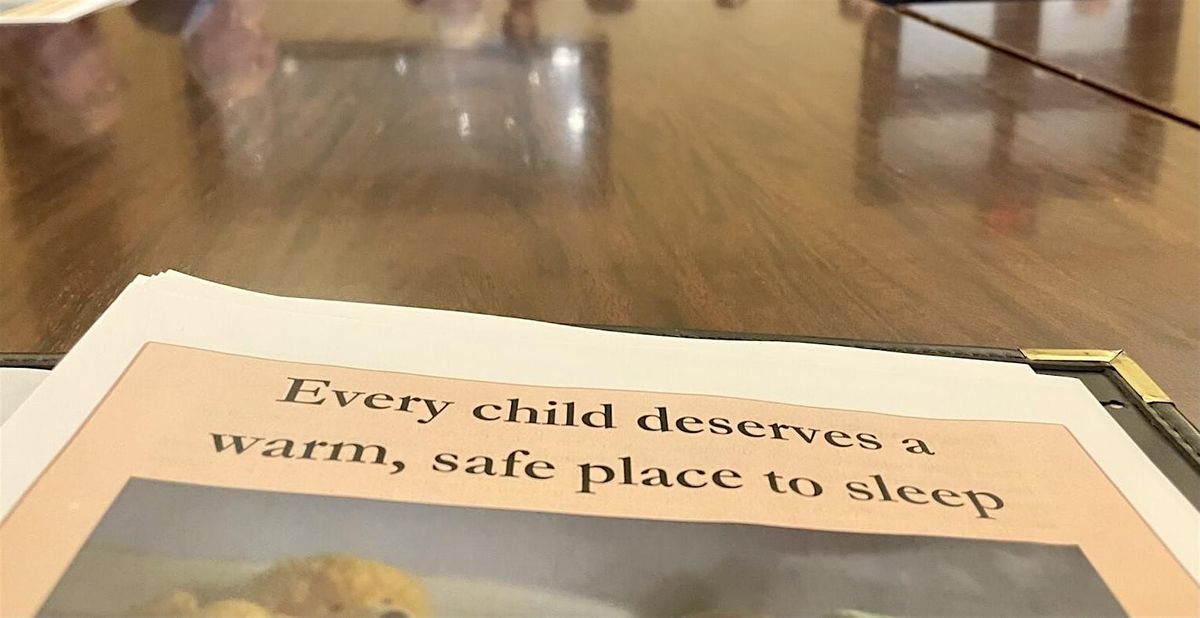 Every child deserves a
warm, safe place to sleep